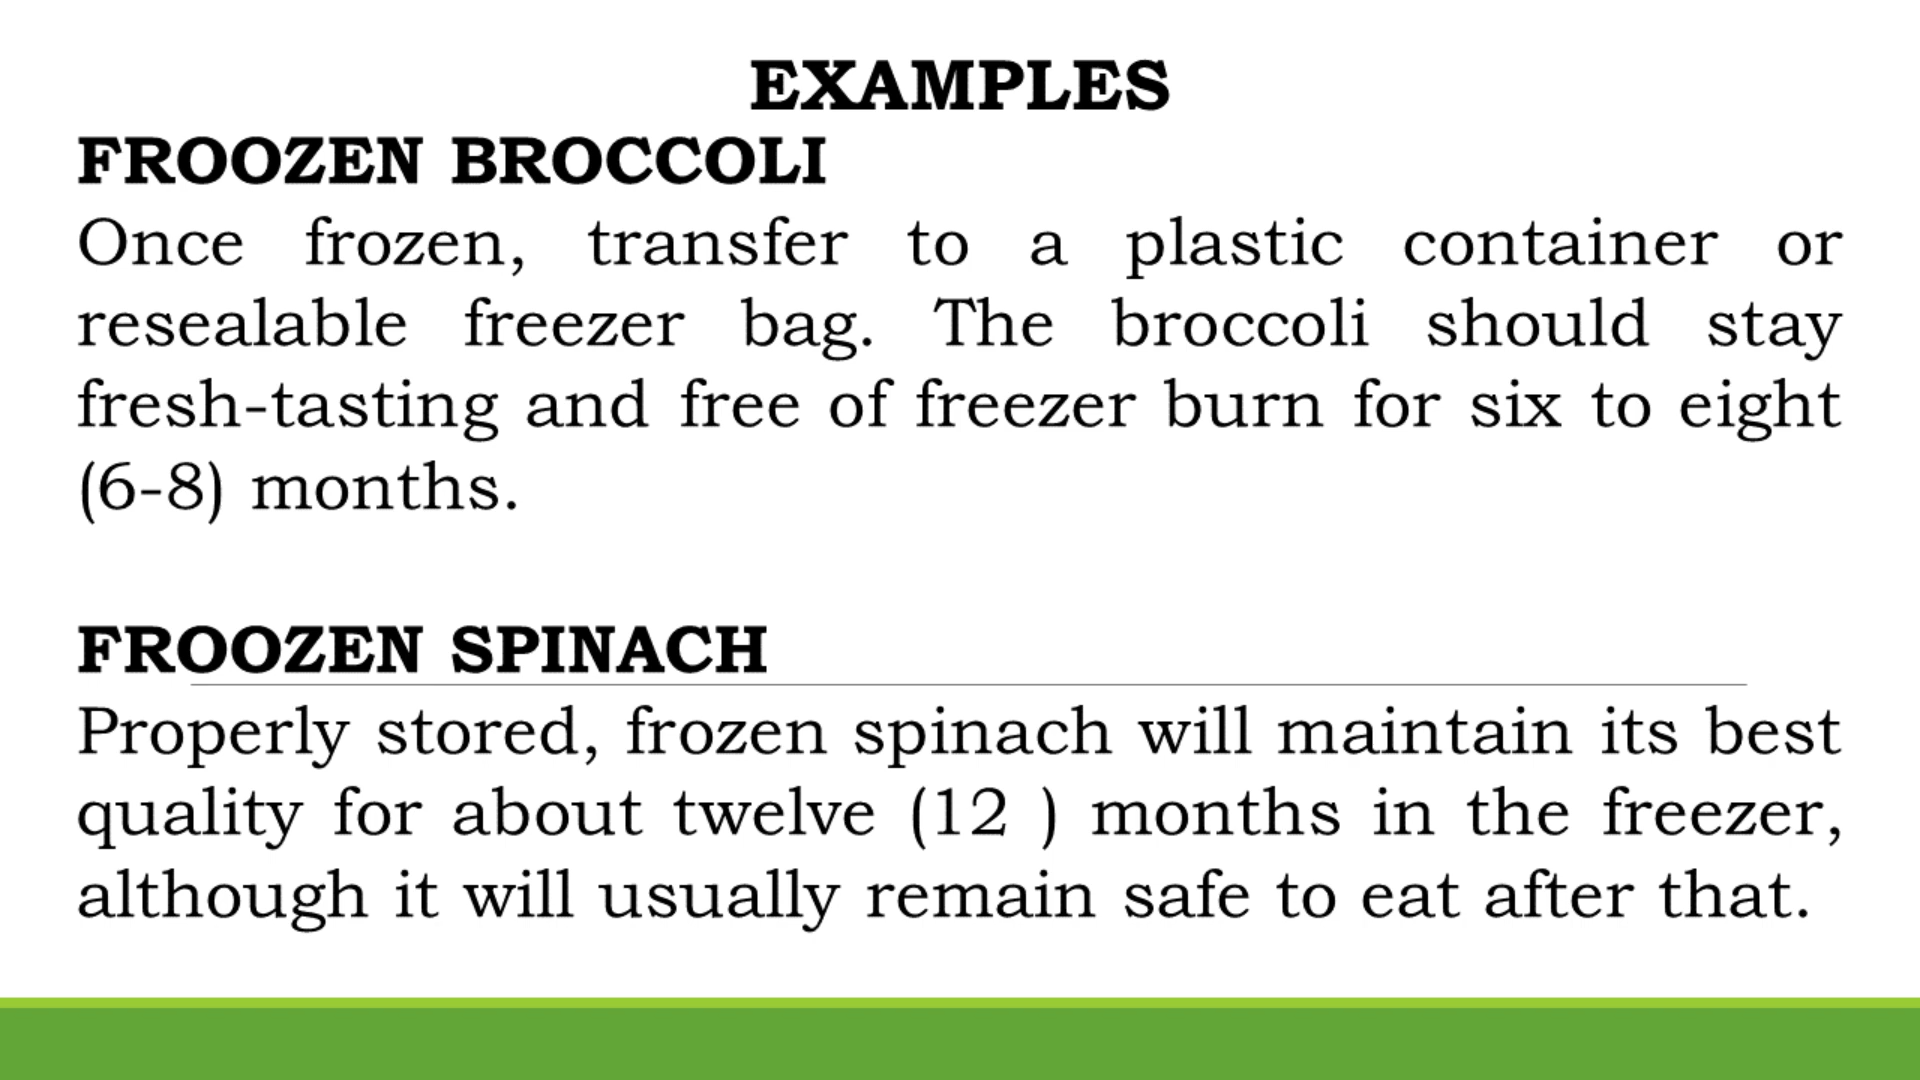 EXAMPLES
FROOZEN BROCCOLI
Once frozen, transfer to a plastic container or
resealable freezer bag. The broccoli should stay
fresh-tasting and free of freezer burn for six to eight
(6-8) months.
FROOZEN SPINACH
Properly stored, frozen spinach will maintain its best
quality for about twelve (12 ) months in the freezer,
although it will usually remain safe to eat after that.